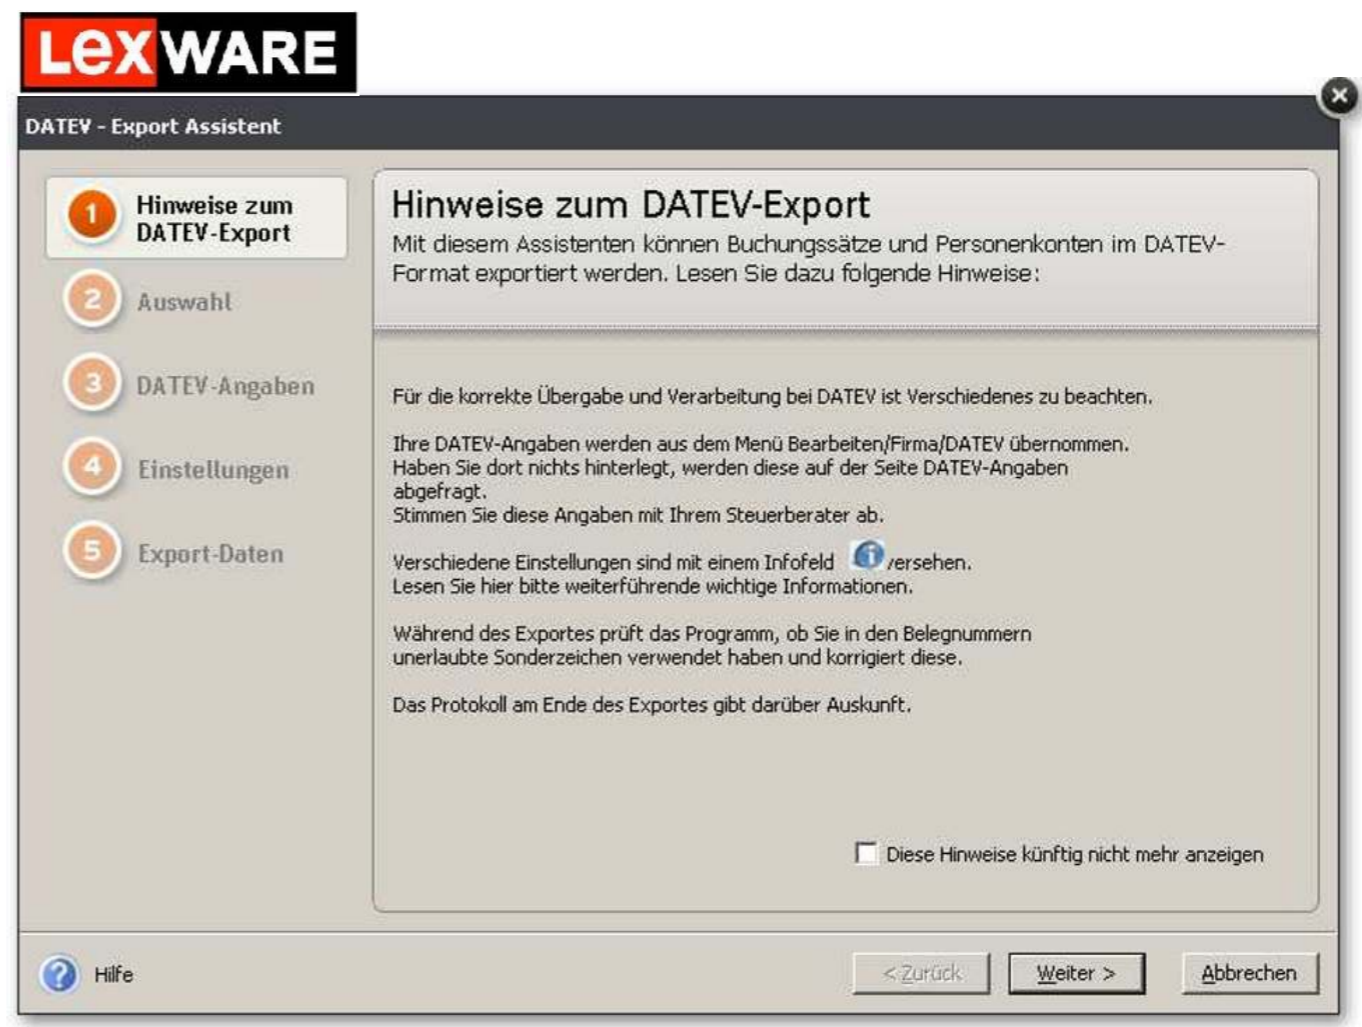 LexWARE
DATEV - Export Assistent
1
Hinweise zum
DATEV-Export
2
Auswahl
3
DATEV-Angaben
4
Einstellungen
5
Export-Daten
Hinweise zum DATEV-Export
Mit diesem Assistenten können Buchungssätze und Personenkonten im DATEV-
Format exportiert werden. Lesen Sie dazu folgende Hinweise:
Für die korrekte Übergabe und Verarbeitung bei DATEV ist Verschiedenes zu beachten.
Ihre DATEV-Angaben werden aus dem Menü Bearbeiten/Firma/DATEV übernommen.
Haben Sie dort nichts hinterlegt, werden diese auf der Seite DATEV-Angaben
abgefragt.
Stimmen Sie diese Angaben mit Ihrem Steuerberater ab.
Verschiedene Einstellungen sind mit einem Infofeld i versehen.
Lesen Sie hier bitte weiterführende wichtige Informationen.
Während des Exportes prüft das Programm, ob Sie in den Belegnummern
unerlaubte Sonderzeichen verwendet haben und korrigiert diese.
Das Protokoll am Ende des Exportes gibt darüber Auskunft.
Diese Hinweise künftig nicht mehr anzeigen
? Hilfe
< Zurück
Weiter >
Abbrechen